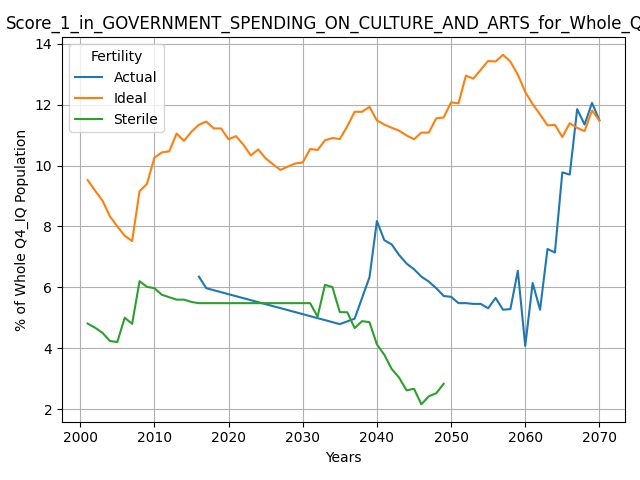 Score_1_in_GOVERNMENT_SPENDING_ON_CULTURE_AND_ARTS_for_Whole_Q
14
12
10
8
6
4
2
% of Whole Q4_IQ Population
Fertility
Actual
Ideal
Sterile
2000 2010 2020 2030 2040 2050 2060 2070
Years